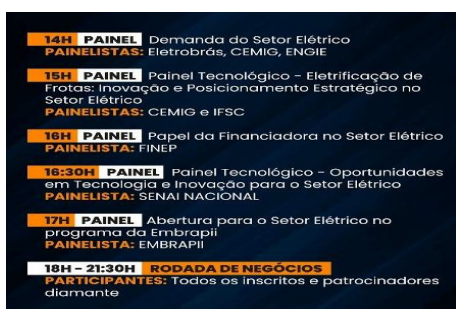 14H PAINEL Demanda do Setor Elétrico
PAINELISTAS: Eletrobrás, CEMIG, ENGIE
15H PAINEL Painel Tecnológico - Eletrificação de
Frotas: Inovação e Posicionamento Estratégico no
Setor Elétrico
PAINELISTAS: CEMIG e IFSC
16H PAINEL Papel da Financiadora no Setor Elétrico
PAINELISTA: FINEP
16:30H PAINEL Painel Tecnológico - Oportunidades
em Tecnologia e Inovação para o Setor Elétrico
PAINELISTA: SENAI NACIONAL
17H PAINEL Abertura para o Setor Elétrico no
programa da Embrapii
PAINELISTA: EMBRAPII
18H - 21:30H RODADA DE NEGÓCIOS
PARTICIPANTES: Todos os inscritos e patrocinadores
diamante